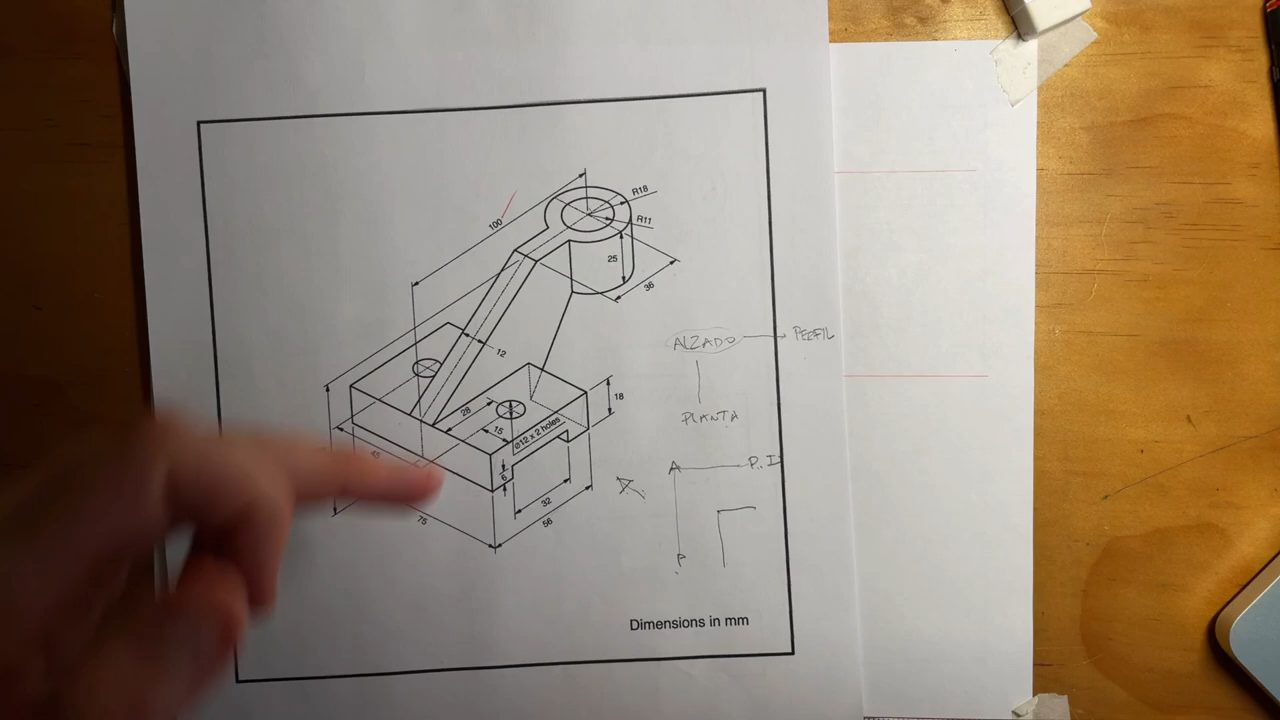 R18
100
R11
25
36
12
ALZADO PERFIL
18
28
PLANTA
15
Ø12 x 2 holes
A P.I
6
32
56
75
P
Dimensions in mm